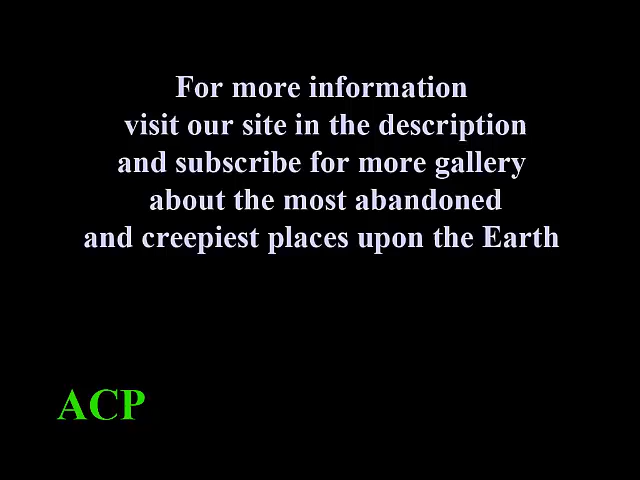 For more information
visit our site in the description
and subscribe for more gallery
about the most abandoned
and creepiest places upon the Earth
ACP